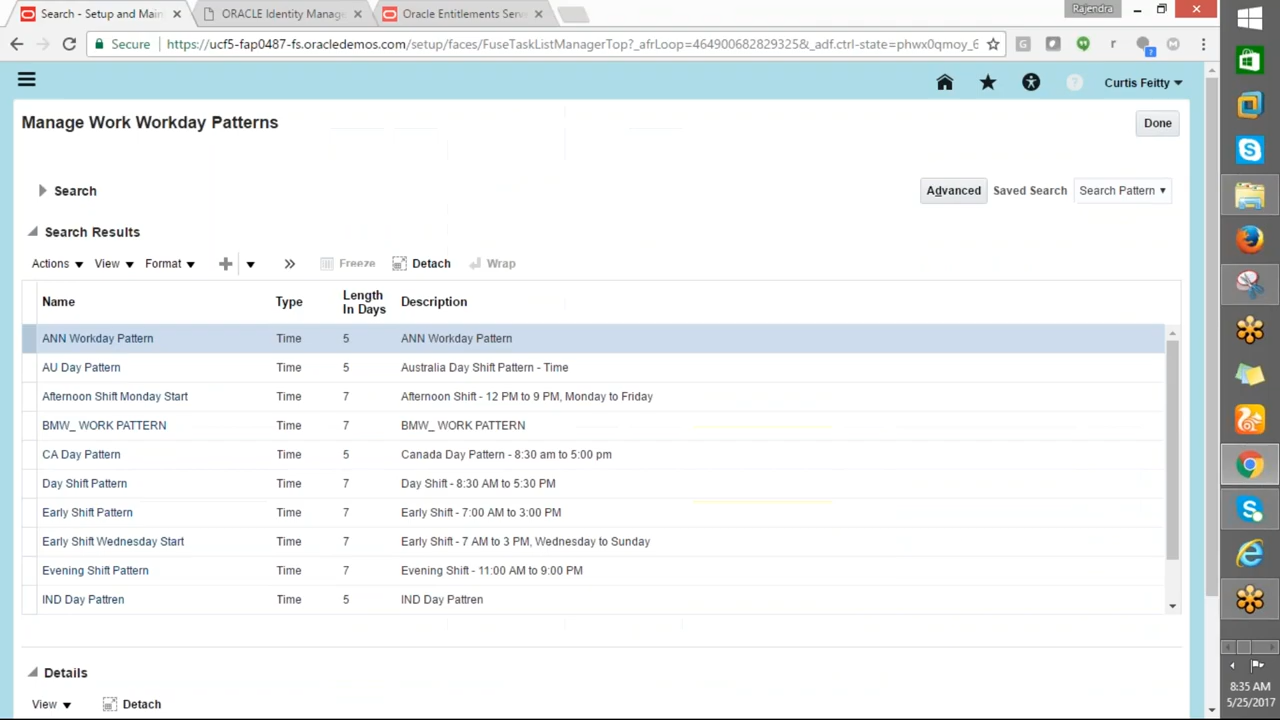 Search - Setup and Main
ORACLE Identity Manage
Oracle Entitlements Serv
Rajendra
Secure
https://ucf5-fap0487-fs.oracledemos.com/setup/faces/FuseTaskListManagerTop?_afrLoop=4649006828829325&_adf.ctrl-state=phwx0qmoy_6
Curtis Feitty
Manage Work Workday Patterns
Done
Search
Advanced Saved Search Search Pattern
Search Results
Actions View Format Freeze Detach Wrap
Name Type Length In Days Description
ANN Workday Pattern Time 5 ANN Workday Pattern
AU Day Pattern Time 5 Australia Day Shift Pattern - Time
Afternoon Shift Monday Start Time 7 Afternoon Shift - 12 PM to 9 PM, Monday to Friday
BMW_ WORK PATTERN Time 7 BMW_ WORK PATTERN
CA Day Pattern Time 5 Canada Day Pattern - 8:30 am to 5:00 pm
Day Shift Pattern Time 7 Day Shift - 8:30 AM to 5:30 PM
Early Shift Pattern Time 7 Early Shift - 7:00 AM to 3:00 PM
Early Shift Wednesday Start Time 7 Early Shift - 7 AM to 3 PM, Wednesday to Sunday
Evening Shift Pattern Time 7 Evening Shift - 11:00 AM to 9:00 PM
IND Day Pattren Time 5 IND Day Pattren
Details
View Detach
8:35 AM
5/25/2017